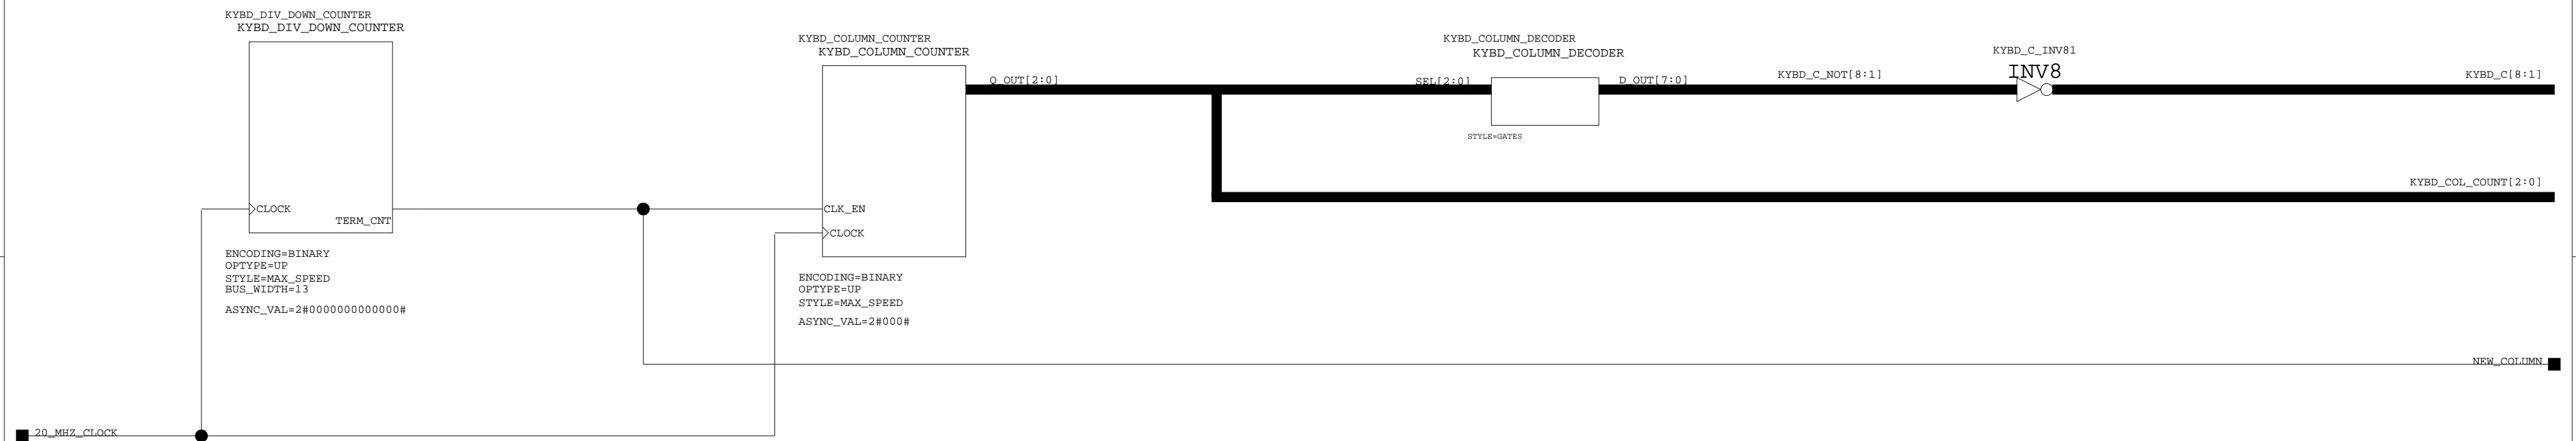 KYBD_DIV_DOWN_COUNTER
KYBD_DIV_DOWN_COUNTER
CLOCK
TERM_CNT
ENCODING=BINARY
OPTYPE=UP
STYLE=MAX_SPEED
BUS_WIDTH=13
ASYNC_VAL=2#0000000000000#
KYBD_COLUMN_COUNTER
KYBD_COLUMN_COUNTER
Q_OUT[2:0]
CLK_EN
CLOCK
ENCODING=BINARY
OPTYPE=UP
STYLE=MAX_SPEED
ASYNC_VAL=2#000#
KYBD_COLUMN_DECODER
KYBD_COLUMN_DECODER
SEL[2:0]
D_OUT[7:0]
STYLE=GATES
KYBD_C_NOT[8:1]
KYBD_C_INV81
INV8
KYBD_C[8:1]
KYBD_COL_COUNT[2:0]
NEW_COLUMN
20_MHZ_CLOCK